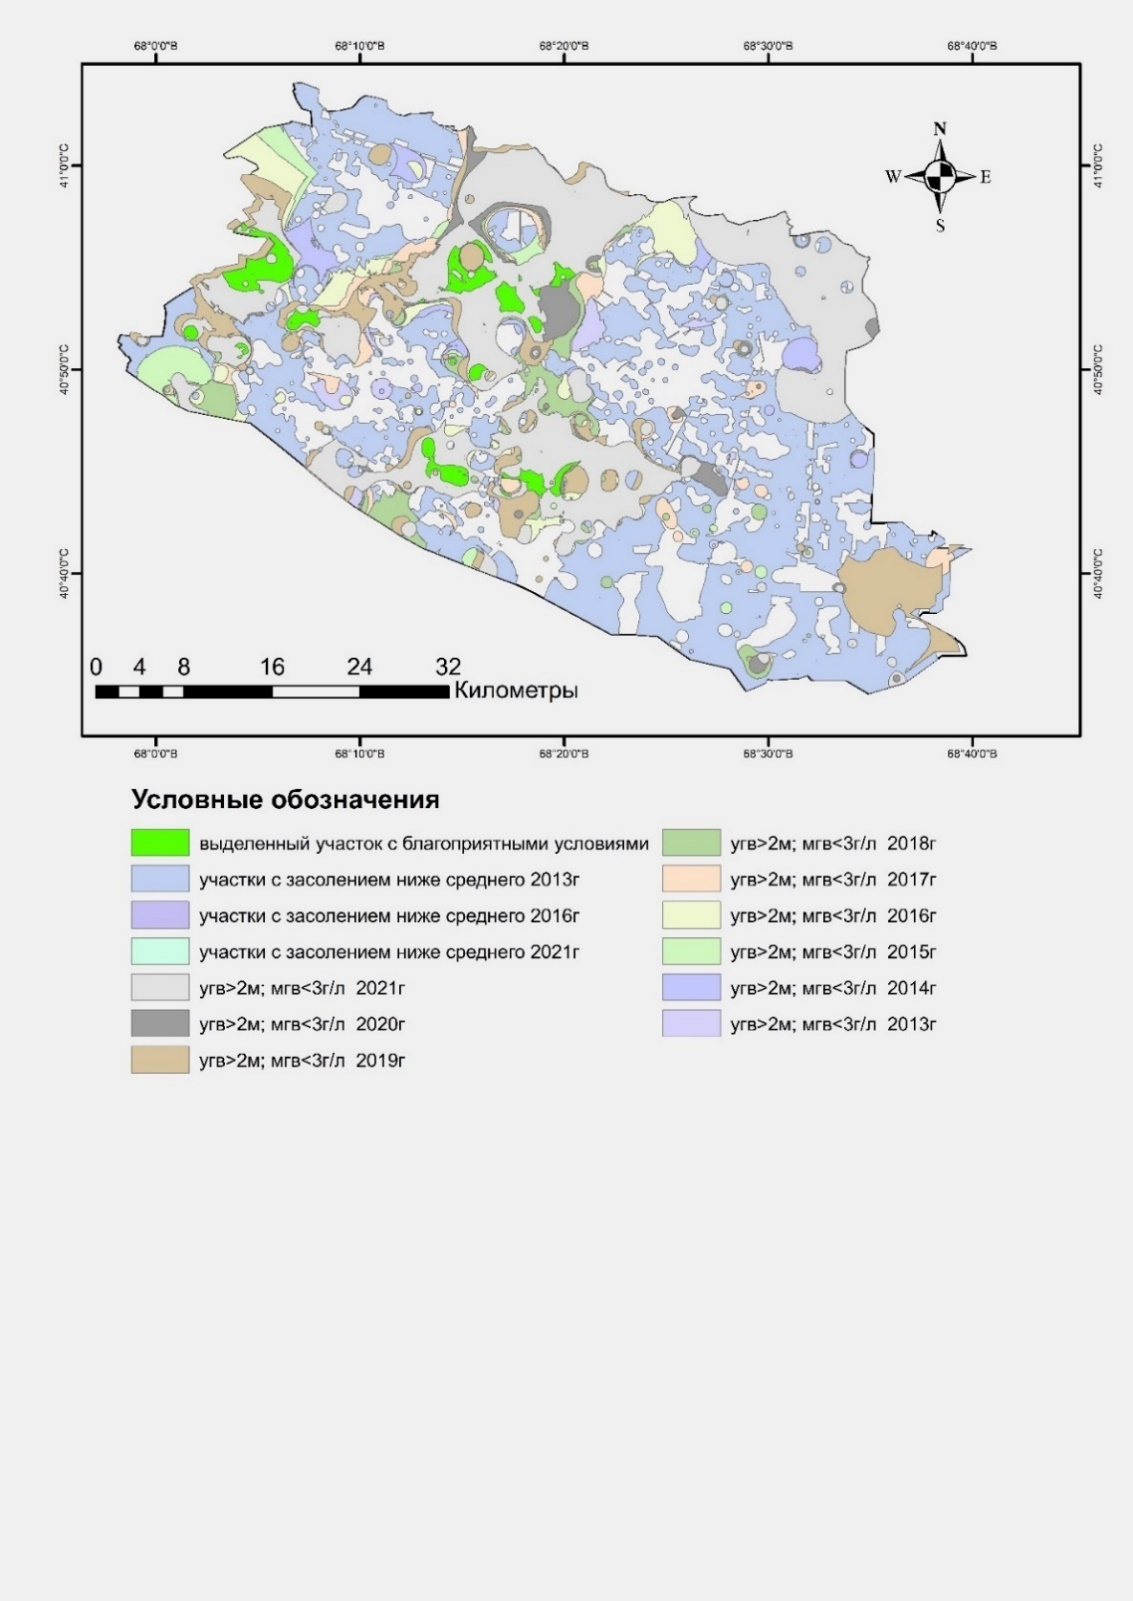 68°0'0"В 68°10'0"В 68°20'0"В 68°30'0"В 68°40'0"В
41°0'0"С 41°0'0"С
N
W E
S
40°50'0"С 40°50'0"С
40°40'0"С 40°40'0"С
0 4 8 16 24 32
Километры
68°0'0"В 68°10'0"В 68°20'0"В 68°30'0"В 68°40'0"В
Условные обозначения
выделенный участок с благоприятными условиями
участки с засолением ниже среднего 2013г
участки с засолением ниже среднего 2016г
участки с засолением ниже среднего 2021г
угв>2м; мгв<3г/л 2021г
угв>2м; мгв<3г/л 2020г
угв>2м; мгв<3г/л 2019г
угв>2м; мгв<3г/л 2018г
угв>2м; мгв<3г/л 2017г
угв>2м; мгв<3г/л 2016г
угв>2м; мгв<3г/л 2015г
угв>2м; мгв<3г/л 2014г
угв>2м; мгв<3г/л 2013г